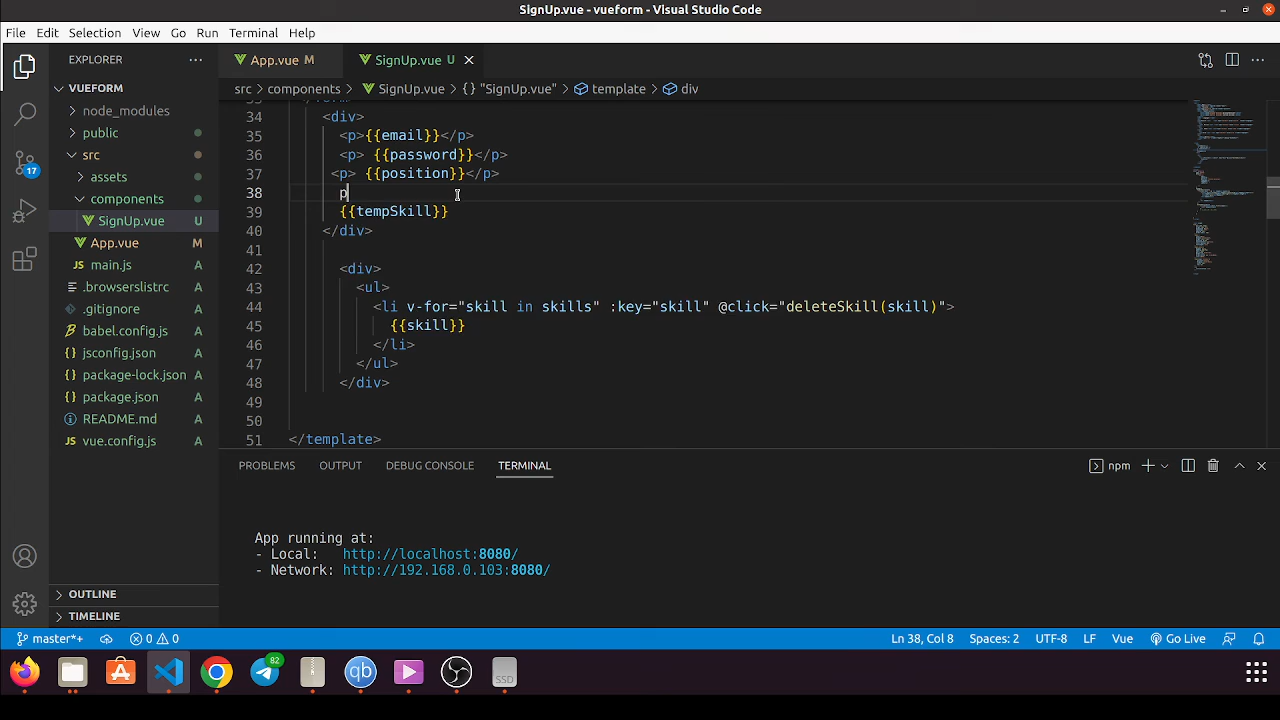 SignUp.vue - vueform - Visual Studio Code
File Edit Selection View Go Run Terminal Help
EXPLORER
App.vue M
SignUp.vue U
VUEFORM
src > components > SignUp.vue > {} "SignUp.vue" > template > div
node_modules
public
src
assets
components
SignUp.vue U
App.vue M
main.js A
.browserslistrc A
.gitignore A
babel.config.js A
jsconfig.json A
package-lock.json A
package.json A
README.md A
vue.config.js A
OUTLINE
TIMELINE
34 <div>
35 <p>{{email}}</p>
36 <p> {{password}}</p>
37 <p> {{position}}</p>
38 p
39 {{tempSkill}}
40 </div>
41
42 <div>
43 <ul>
44 <li v-for="skill in skills" :key="skill" @click="deleteSkill(skill)">
45 {{skill}}
46 </li>
47 </ul>
48 </div>
49
50
51 </template>
PROBLEMS OUTPUT DEBUG CONSOLE TERMINAL
npm
App running at:
- Local: http://localhost:8080/
- Network: http://192.168.0.103:8080/
17
master*+ 0 0
Ln 38, Col 8 Spaces: 2 UTF-8 LF Vue Go Live
82
qb
SSD